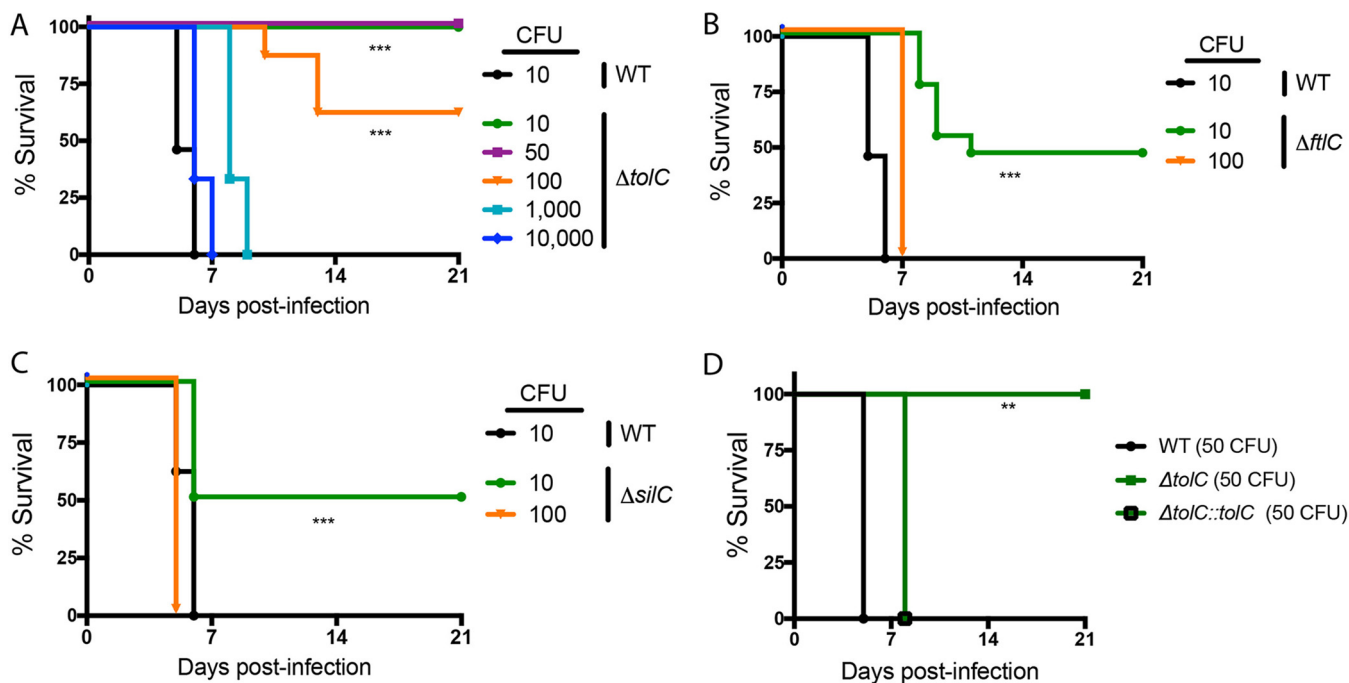 A
% Survival
100
75
50
25
0
0 7 14 21
Days post-infection
***
***
CFU
10 WT
10
50
100 ΔtolC
1,000
10,000
B
% Survival
100
75
50
25
0
0 7 14 21
Days post-infection
***
CFU
10 WT
10 ΔftlC
100
C
% Survival
100
75
50
25
0
0 7 14 21
Days post-infection
***
CFU
10 WT
10 ΔsilC
100
D
% Survival
100
75
50
25
0
0 7 14 21
Days post-infection
**
WT (50 CFU)
ΔtolC (50 CFU)
ΔtolC::tolC (50 CFU)